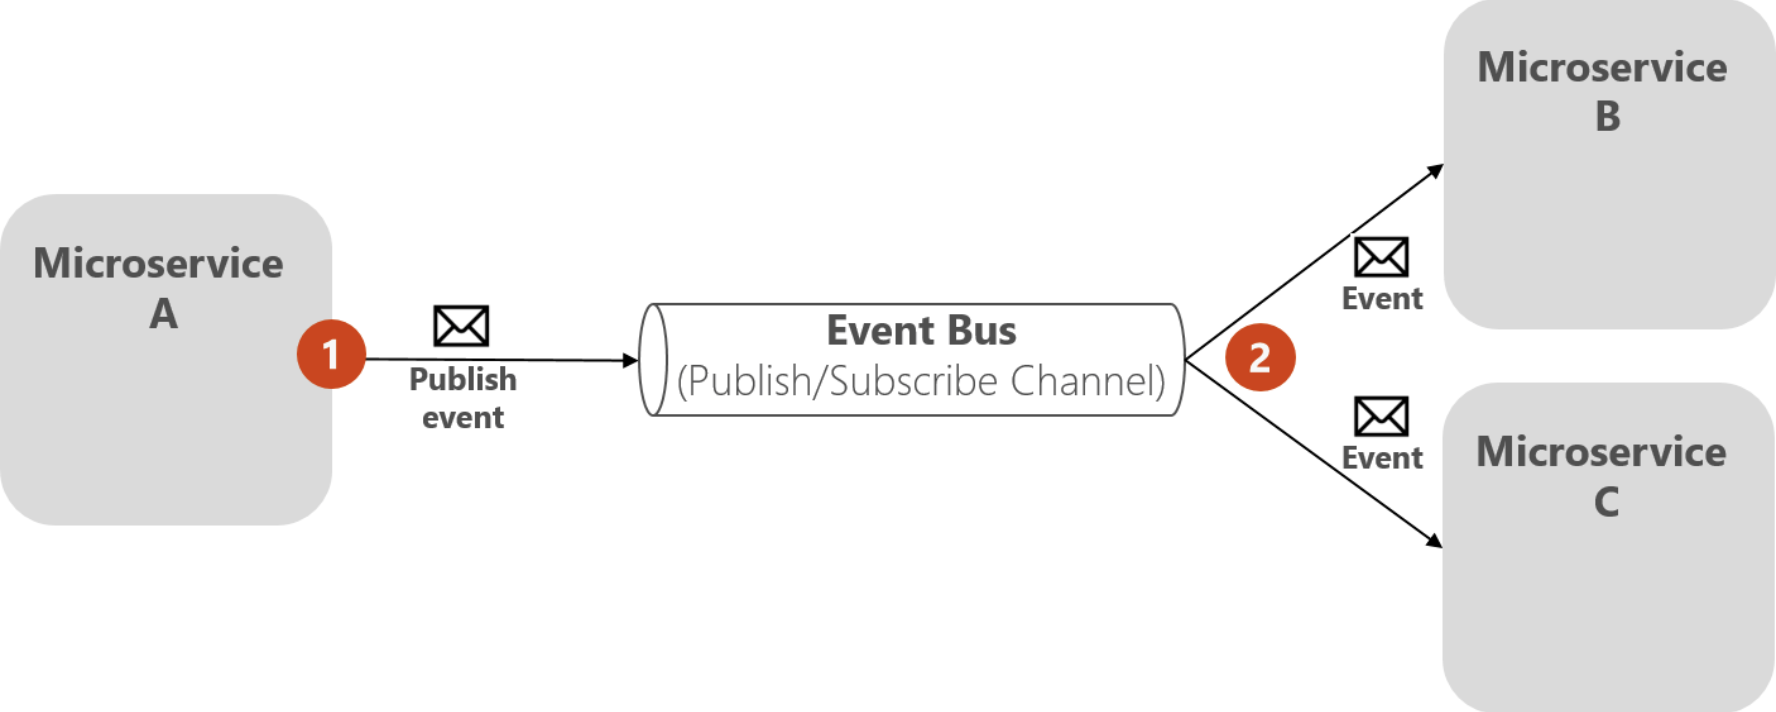 Microservice
A
1
Publish
event
Event Bus
(Publish/Subscribe Channel)
2
Event
Microservice
B
Event
Microservice
C